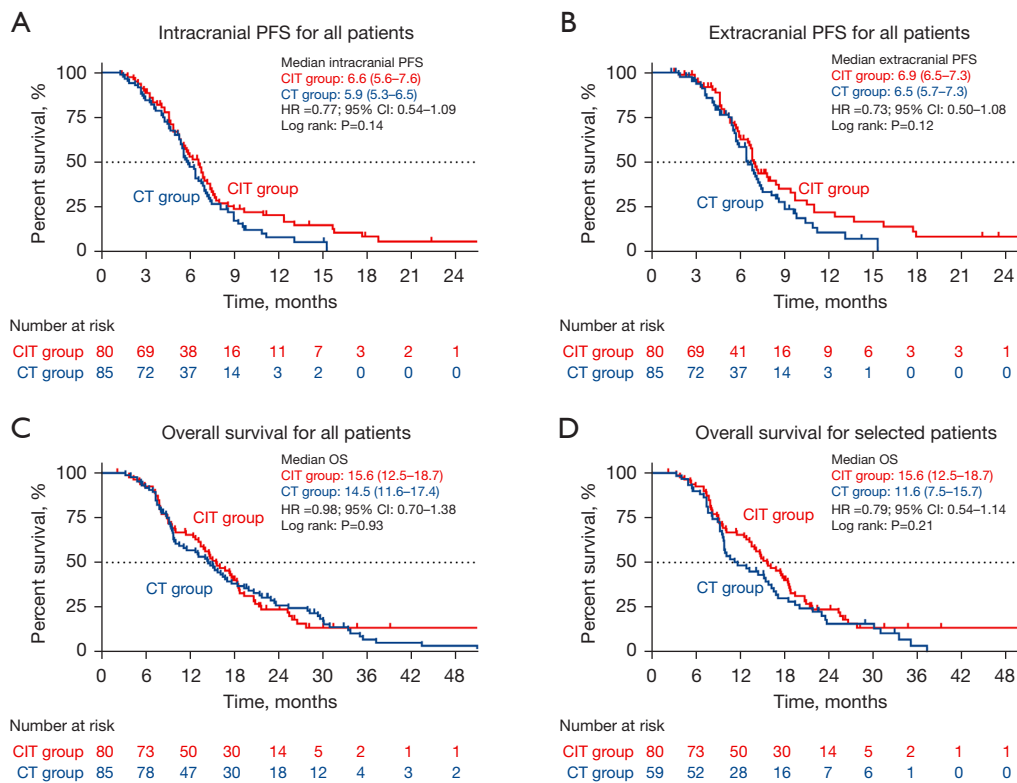 A
Intracranial PFS for all patients
Median intracranial PFS
CIT group: 6.6 (5.6–7.6)
CT group: 5.9 (5.3–6.5)
HR =0.77; 95% CI: 0.54–1.09
Log rank: P=0.14
Percent survival, %
100
75
50
25
0
CIT group
CT group
0 3 6 9 12 15 18 21 24
Time, months
Number at risk
CIT group 80 69 38 16 11 7 3 2 1
CT group 85 72 37 14 3 2 0 0 0
B
Extracranial PFS for all patients
Median extracranial PFS
CIT group: 6.9 (6.5–7.3)
CT group: 6.5 (5.7–7.3)
HR =0.73; 95% CI: 0.50–1.08
Log rank: P=0.12
Percent survival, %
100
75
50
25
0
CIT group
CT group
0 3 6 9 12 15 18 21 24
Time, months
Number at risk
CIT group 80 69 41 16 9 6 3 3 1
CT group 85 72 37 14 3 1 0 0 0
C
Overall survival for all patients
Median OS
CIT group: 15.6 (12.5–18.7)
CT group: 14.5 (11.6–17.4)
HR =0.98; 95% CI: 0.70–1.38
Log rank: P=0.93
Percent survival, %
100
75
50
25
0
CIT group
CT group
0 6 12 18 24 30 36 42 48
Time, months
Number at risk
CIT group 80 73 50 30 14 5 2 1 1
CT group 85 78 47 30 18 12 4 3 2
D
Overall survival for selected patients
Median OS
CIT group: 15.6 (12.5–18.7)
CT group: 11.6 (7.5–15.7)
HR =0.79; 95% CI: 0.54–1.14
Log rank: P=0.21
Percent survival, %
100
75
50
25
0
CIT group
CT group
0 6 12 18 24 30 36 42 48
Time, months
Number at risk
CIT group 80 73 50 30 14 5 2 1 1
CT group 59 52 28 16 7 6 1 0 0